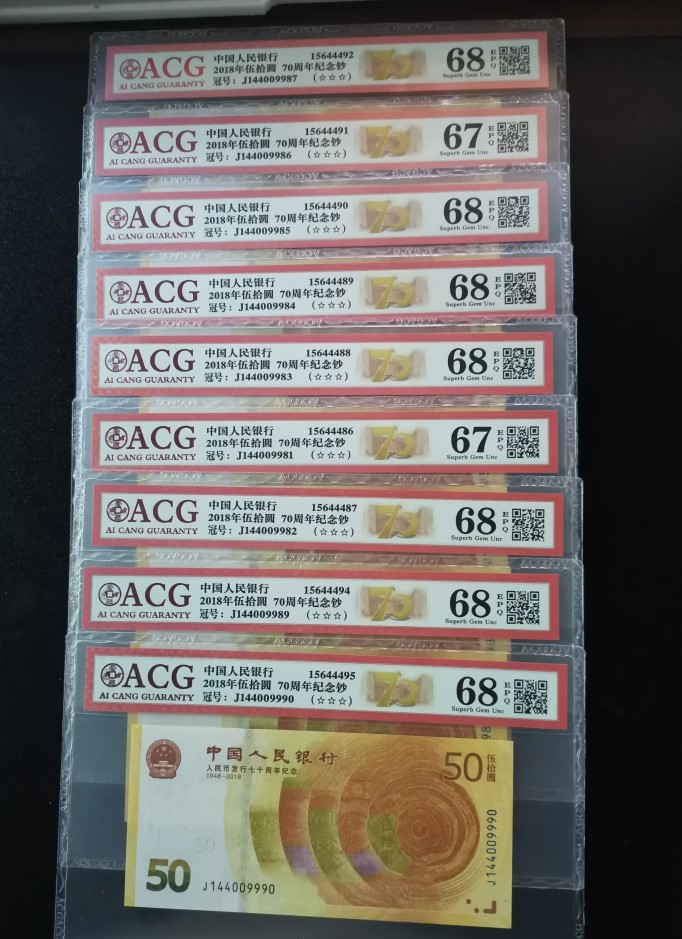 ACG
AI CANG GUARANTY
中国人民银行 15644492
2018年伍拾圆 70周年纪念钞
冠号：J144009987 (☆☆☆)
70
68 EPQ
Superb Gem Unc
ACG
AI CANG GUARANTY
中国人民银行 15644491
2018年伍拾圆 70周年纪念钞
冠号：J144009986 (☆☆☆)
70
67 EPQ
Superb Gem Unc
ACG
AI CANG GUARANTY
中国人民银行 15644490
2018年伍拾圆 70周年纪念钞
冠号：J144009985 (☆☆☆)
70
68 EPQ
Superb Gem Unc
ACG
AI CANG GUARANTY
中国人民银行 15644489
2018年伍拾圆 70周年纪念钞
冠号：J144009984 (☆☆☆)
70
68 EPQ
Superb Gem Unc
ACG
AI CANG GUARANTY
中国人民银行 15644488
2018年伍拾圆 70周年纪念钞
冠号：J144009983 (☆☆☆)
70
68 EPQ
Superb Gem Unc
ACG
AI CANG GUARANTY
中国人民银行 15644486
2018年伍拾圆 70周年纪念钞
冠号：J144009981 (☆☆☆)
70
67 EPQ
Superb Gem Unc
ACG
AI CANG GUARANTY
中国人民银行 15644487
2018年伍拾圆 70周年纪念钞
冠号：J144009982 (☆☆☆)
70
68 EPQ
Superb Gem Unc
ACG
AI CANG GUARANTY
中国人民银行 15644494
2018年伍拾圆 70周年纪念钞
冠号：J144009989 (☆☆☆)
70
68 EPQ
Superb Gem Unc
ACG
AI CANG GUARANTY
中国人民银行 15644495
2018年伍拾圆 70周年纪念钞
冠号：J144009990 (☆☆☆)
70
68 EPQ
Superb Gem Unc
中国人民银行
人民币发行七十周年纪念
1948-2018
50 伍拾圆
50
J144009990
50 J144009990